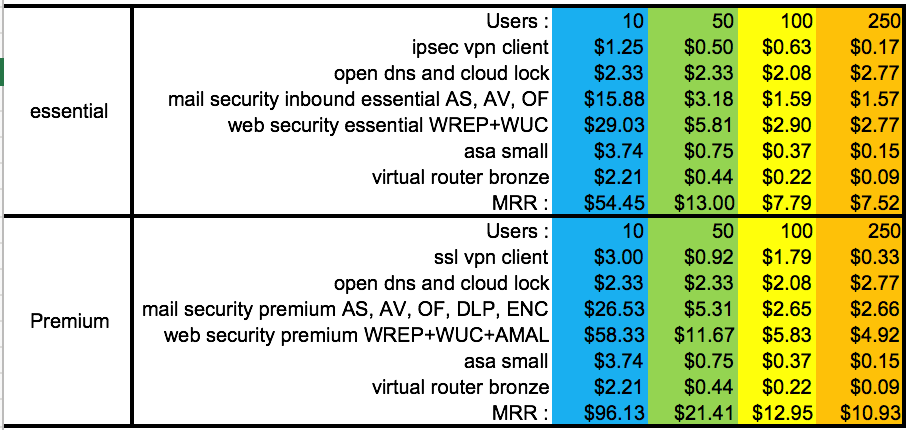 Users : 10 50 100 250
ipsec vpn client $1.25 $0.50 $0.63 $0.17
open dns and cloud lock $2.33 $2.33 $2.08 $2.77
essential mail security inbound essential AS, AV, OF $15.88 $3.18 $1.59 $1.57
web security essential WREP+WUC $29.03 $5.81 $2.90 $2.77
asa small $3.74 $0.75 $0.37 $0.15
virtual router bronze $2.21 $0.44 $0.22 $0.09
MRR : $54.45 $13.00 $7.79 $7.52
Users : 10 50 100 250
ssl vpn client $3.00 $0.92 $1.79 $0.33
open dns and cloud lock $2.33 $2.33 $2.08 $2.77
Premium mail security premium AS, AV, OF, DLP, ENC $26.53 $5.31 $2.65 $2.66
web security premium WREP+WUC+AMAL $58.33 $11.67 $5.83 $4.92
asa small $3.74 $0.75 $0.37 $0.15
virtual router bronze $2.21 $0.44 $0.22 $0.09
MRR : $96.13 $21.41 $12.95 $10.93